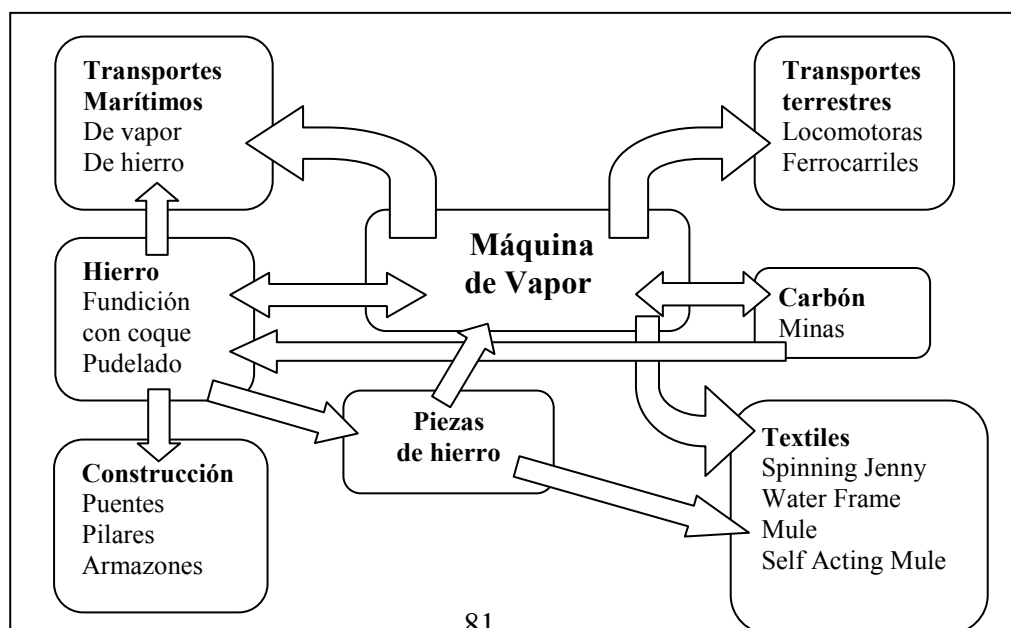 Transportes
Marítimos
De vapor
De hierro
Transportes
terrestres
Locomotoras
Ferrocarriles
Máquina
de Vapor
Hierro
Fundición
con coque
Pudelado
Carbón
Minas
Piezas
de hierro
Construcción
Puentes
Pilares
Armazones
Textiles
Spinning Jenny
Water Frame
Mule
Self Acting Mule
81